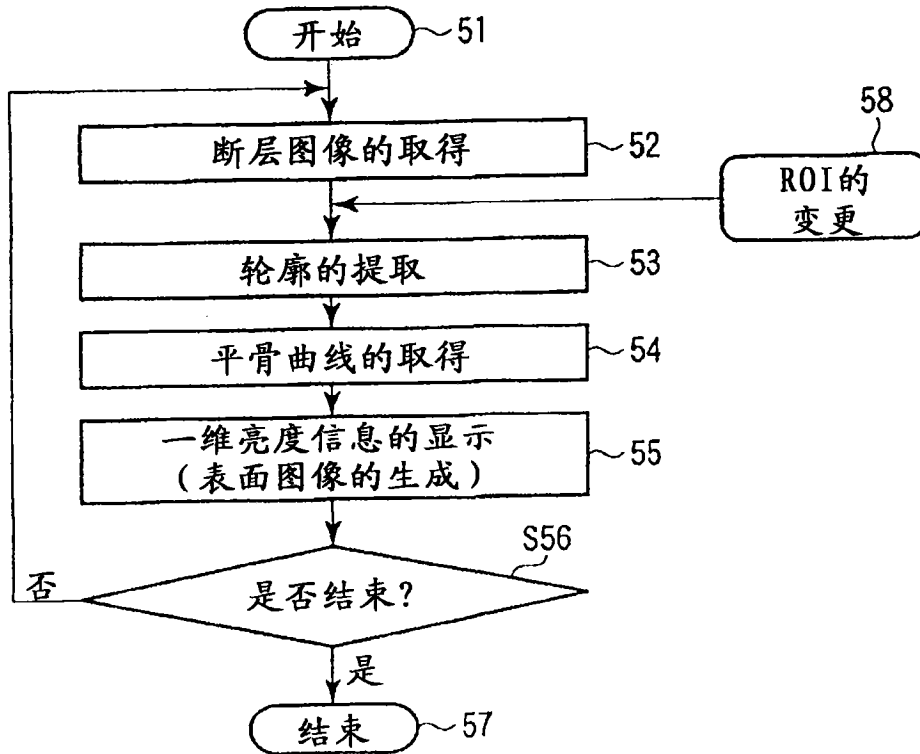 开始
51
断层图像的取得
52
58
ROI的
变更
轮廓的提取
53
平骨曲线的取得
54
一维亮度信息的显示
(表面图像的生成)
55
S56
是否结束?
否
是
结束
57